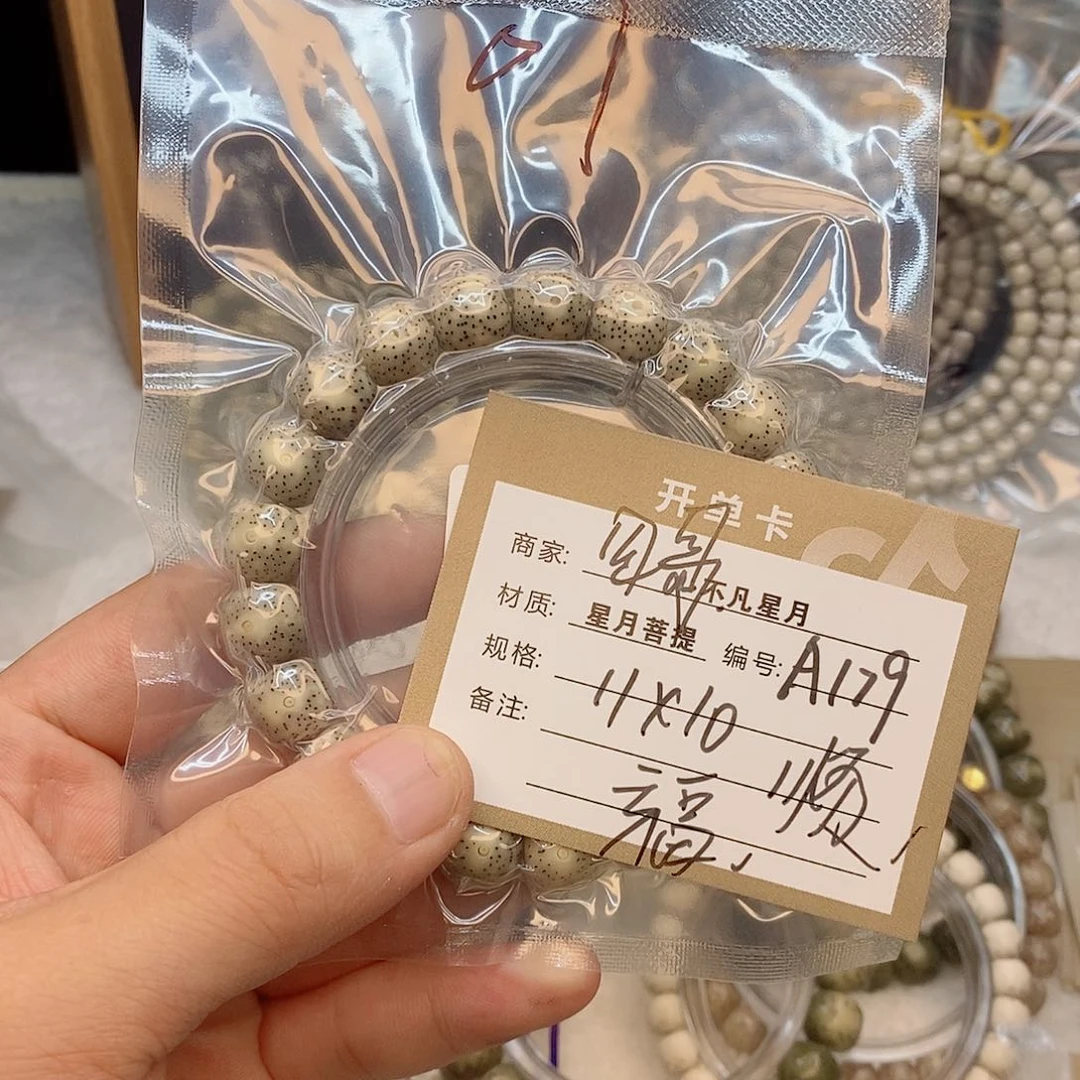 开单卡
商家: 不凡星月
材质: 星月菩提 编号: A179
规格: 11X10
备注: 顺
福